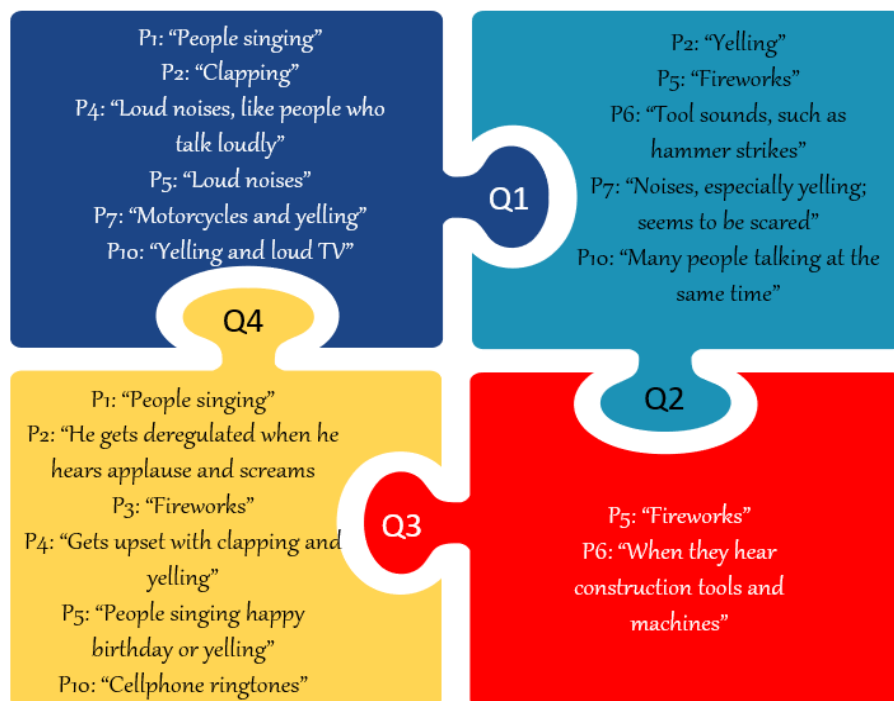 P1: “People singing”
P2: “Clapping”
P4: “Loud noises, like people who
talk loudly”
P5: “Loud noises”
P7: “Motorcycles and yelling”
P10: “Yelling and loud TV”
Q1
P2: “Yelling”
P5: “Fireworks”
P6: “Tool sounds, such as
hammer strikes”
P7: “Noises, especially yelling;
seems to be scared”
P10: “Many people talking at the
same time”
Q4
P1: “People singing”
P2: “He gets deregulated when he
hears applause and screams
P3: “Fireworks”
P4: “Gets upset with clapping and
yelling”
P5: “People singing happy
birthday or yelling”
P10: “Cellphone ringtones”
Q3
Q2
P5: “Fireworks”
P6: “When they hear
construction tools and
machines”